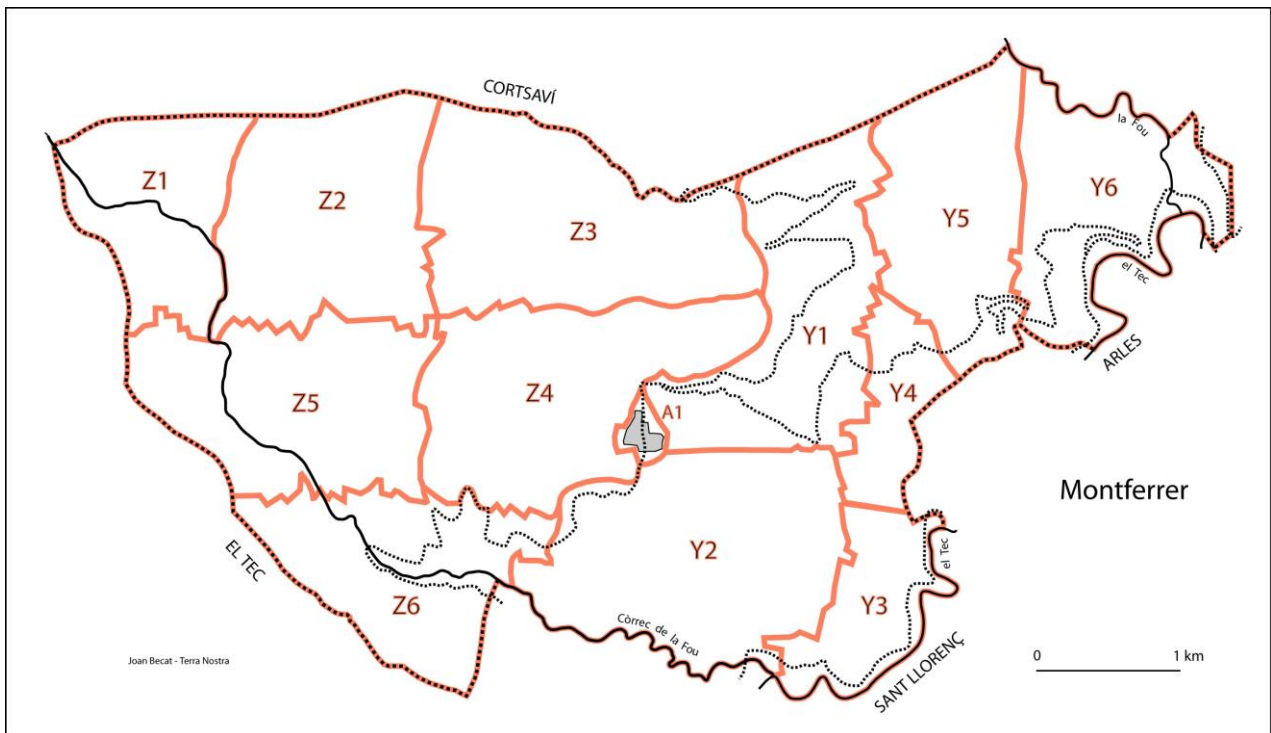 CORTSAVÍ
la Fou
Z1
Z2
Z3
Y5
Y6
el Tec
Y1
ARLES
Z5
Z4
A1
Y4
Montferrer
EL TEC
Y2
el Tec
Z6
Y3
Còrrec de la Fou
SANT LLORENÇ
Joan Becat - Terra Nostra
0 1 km